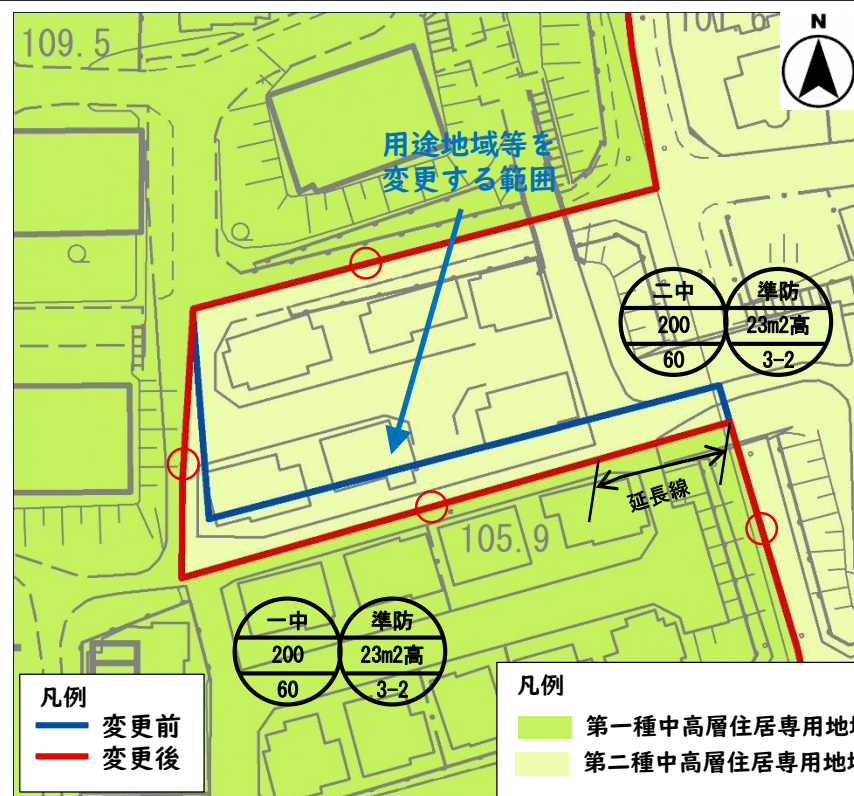 109.5
N
用途地域等を
変更する範囲
二中
200
60
準防
23m2高
3-2
延長線
105.9
一中
200
60
準防
23m2高
3-2
凡例
変更前
変更後
凡例
第一種中高層住居専用地
第二種中高層住居専用地